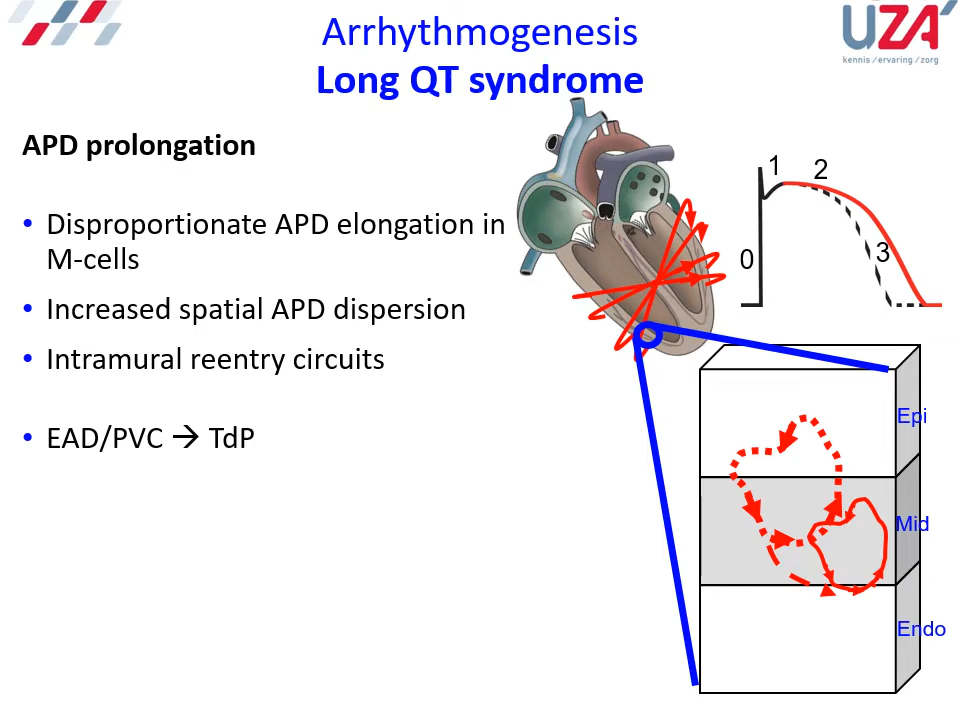 Arrhythmogenesis
Long QT syndrome
UZA'
kennis / ervaring / zorg
APD prolongation
• Disproportionate APD elongation in
M-cells
• Increased spatial APD dispersion
• Intramural reentry circuits
• EAD/PVC → TdP
1
2
0
3
Epi
Mid
Endo